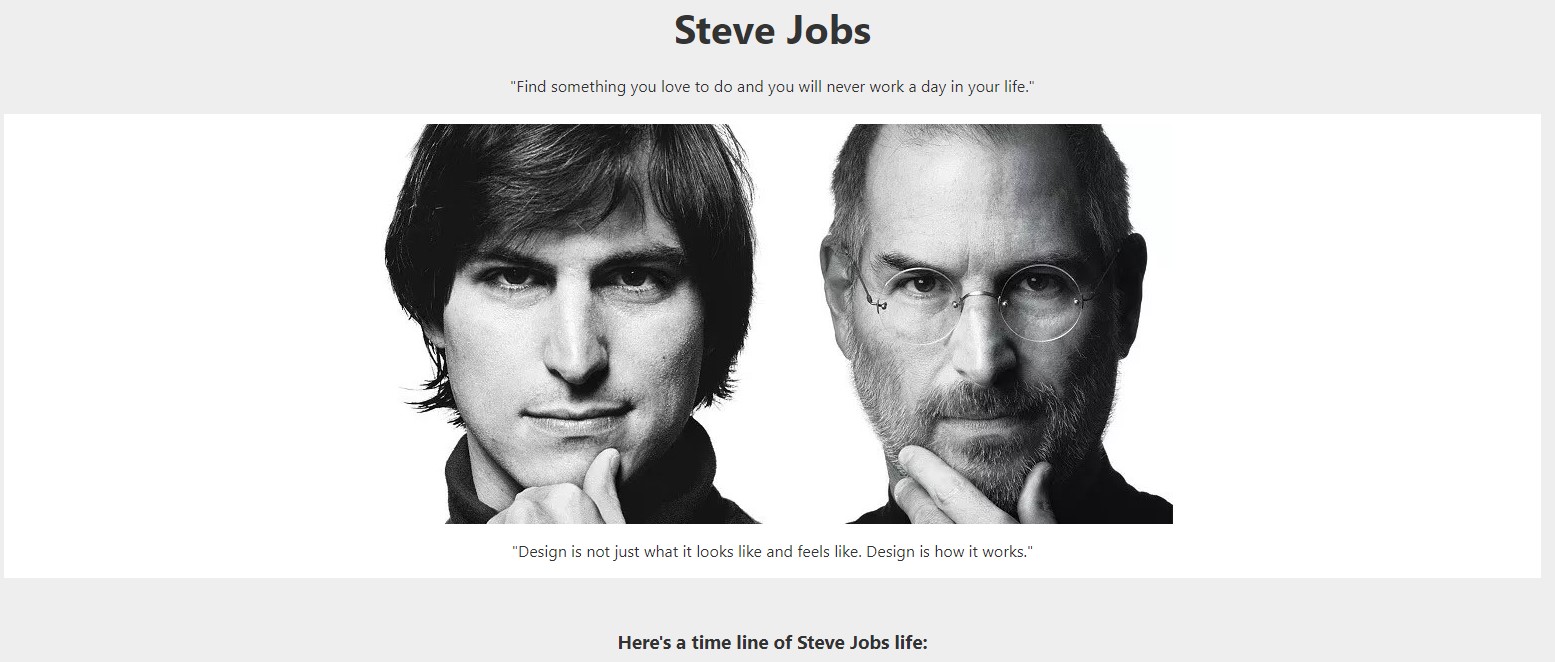 Steve Jobs
"Find something you love to do and you will never work a day in your life."
"Design is not just what it looks like and feels like. Design is how it works."
Here's a time line of Steve Jobs life: